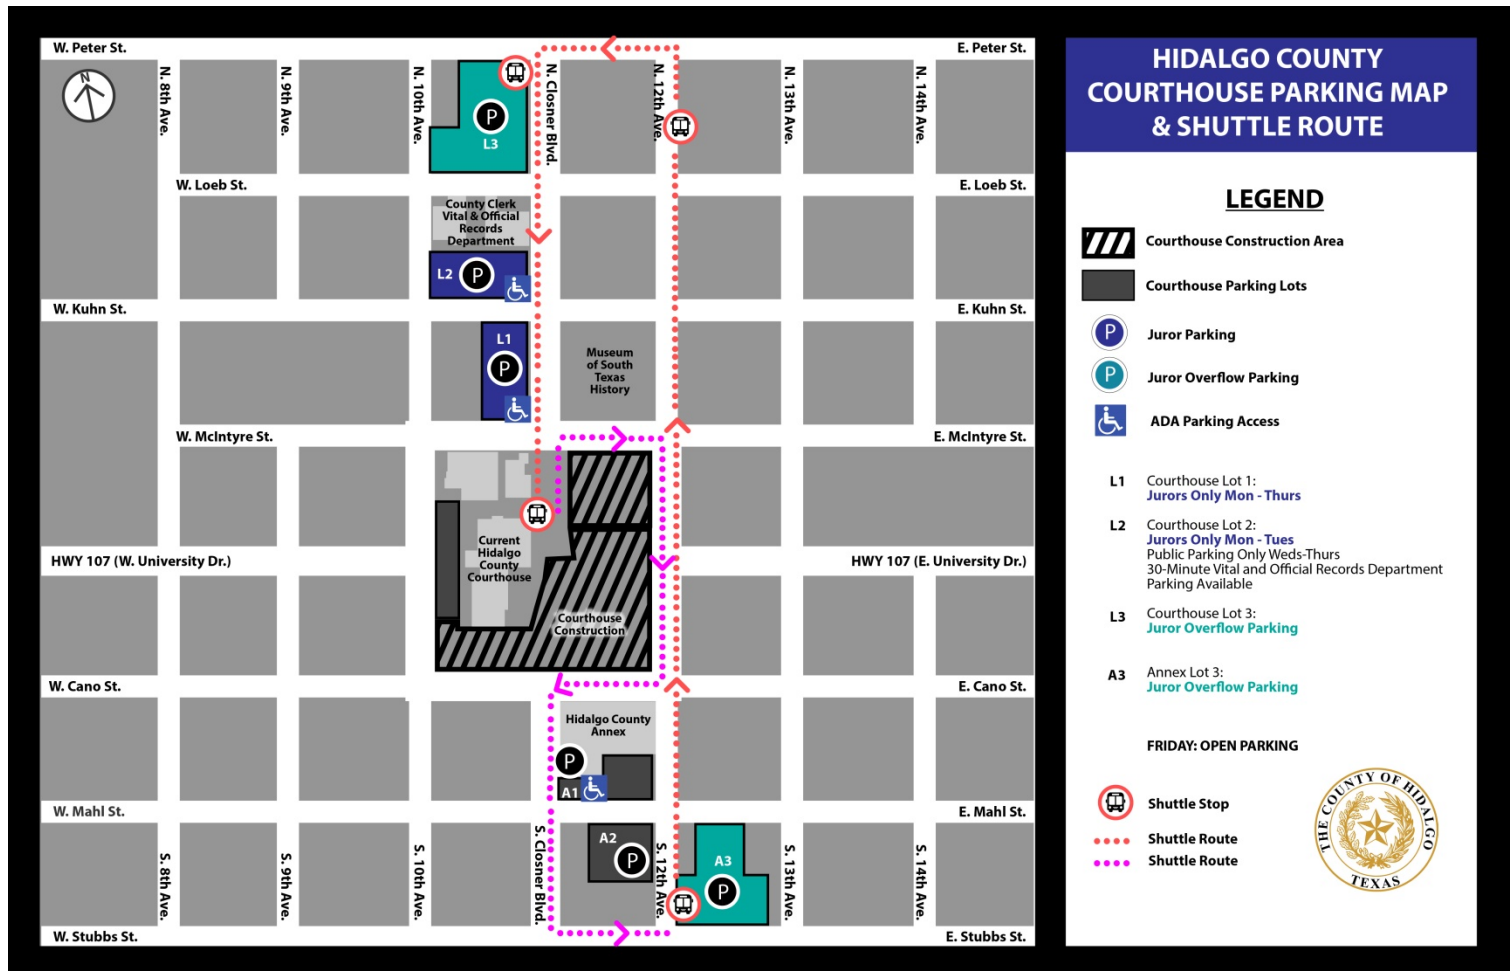 W. Peter St.
E. Peter St.
N
N. 8th Ave.
N. 9th Ave.
N. 10th Ave.
N. Closner Blvd.
N. 12th Ave.
N. 13th Ave.
N. 14th Ave.
P
L3
W. Loeb St.
E. Loeb St.
County Clerk
Vital & Official
Records
Department
L2
P
W. Kuhn St.
E. Kuhn St.
L1
P
Museum
of South
Texas
History
W. McIntyre St.
E. McIntyre St.
Current
Hidalgo
County
Courthouse
HWY 107 (W. University Dr.)
HWY 107 (E. University Dr.)
Courthouse
Construction
W. Cano St.
E. Cano St.
Hidalgo County
Annex
P
A1
W. Mahl St.
E. Mahl St.
S. 8th Ave.
S. 9th Ave.
S. 10th Ave.
S. Closner Blvd.
A2
P
S. 12th Ave.
A3
P
S. 13th Ave.
S. 14th Ave.
W. Stubbs St.
E. Stubbs St.
HIDALGO COUNTY
COURTHOUSE PARKING MAP
& SHUTTLE ROUTE
LEGEND
Courthouse Construction Area
Courthouse Parking Lots
P Juror Parking
P Juror Overflow Parking
ADA Parking Access
L1 Courthouse Lot 1:
Jurors Only Mon - Thurs
L2 Courthouse Lot 2:
Jurors Only Mon - Tues
Public Parking Only Weds-Thurs
30-Minute Vital and Official Records Department
Parking Available
L3 Courthouse Lot 3:
Juror Overflow Parking
A3 Annex Lot 3:
Juror Overflow Parking
FRIDAY: OPEN PARKING
Shuttle Stop
Shuttle Route
Shuttle Route
THE COUNTY OF HIDALGO
TEXAS